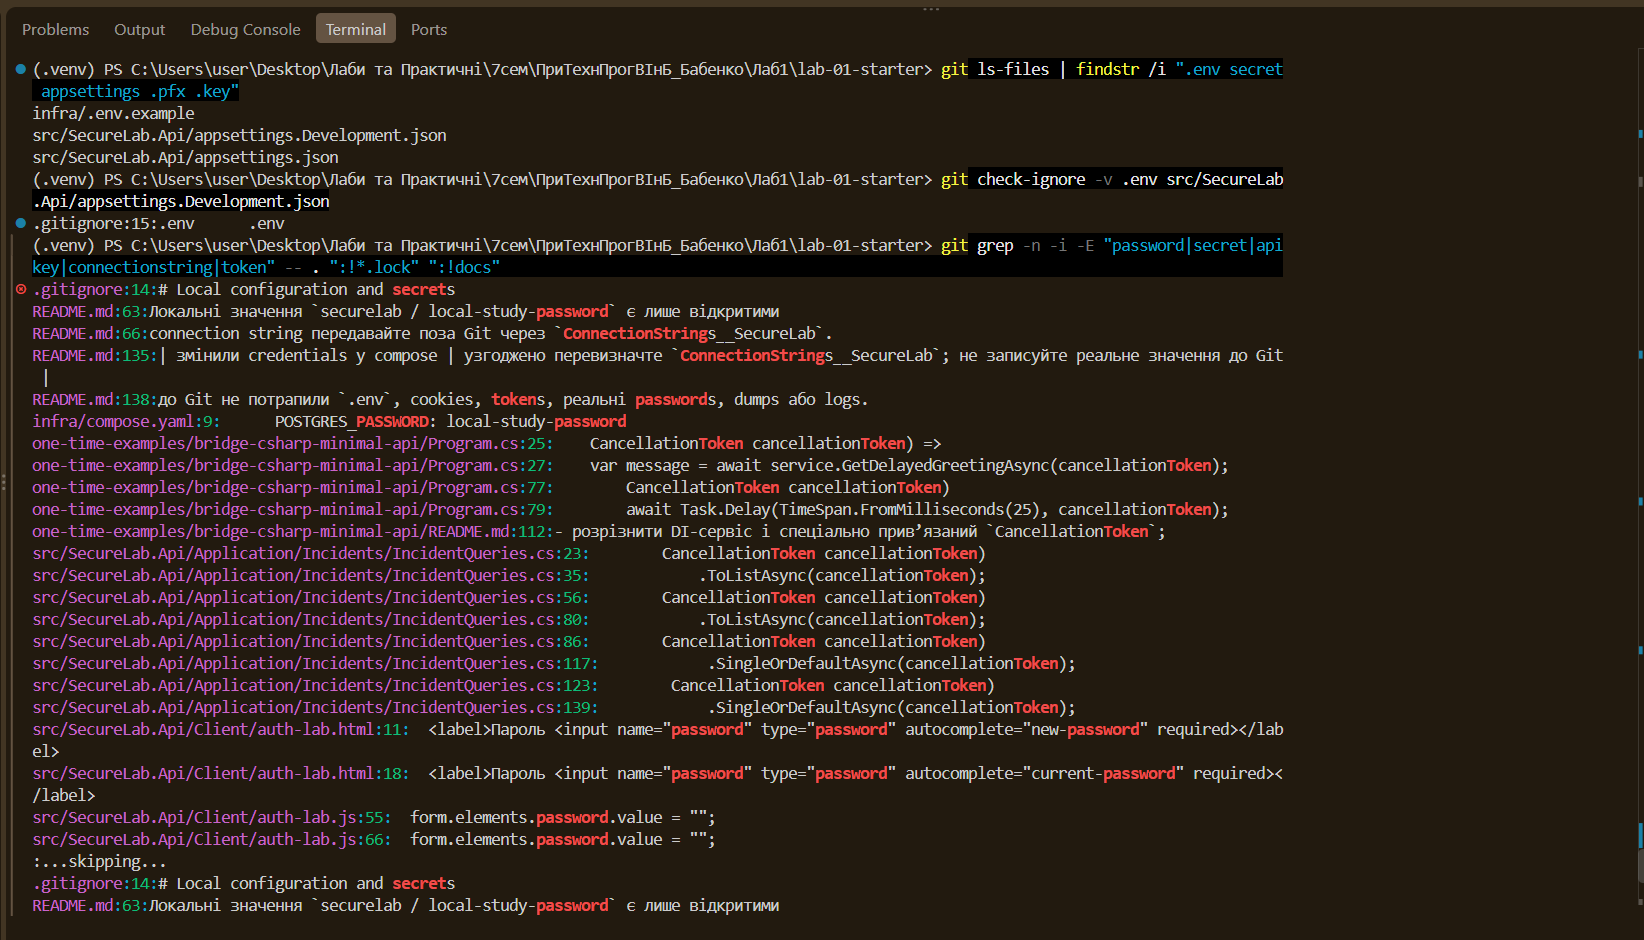 Problems Output Debug Console Terminal Ports
(.venv) PS C:\Users\user\Desktop\Лаби та Практичні\7сем\ПриТехнПрогВІнБ_Бабенко\Лаб1\lab-01-starter> git ls-files | findstr /i ".env secret
appsettings .pfx .key"
infra/.env.example
src/SecureLab.Api/appsettings.Development.json
src/SecureLab.Api/appsettings.json
(.venv) PS C:\Users\user\Desktop\Лаби та Практичні\7сем\ПриТехнПрогВІнБ_Бабенко\Лаб1\lab-01-starter> git check-ignore -v .env src/SecureLab
.Api/appsettings.Development.json
.gitignore:15:.env      .env
(.venv) PS C:\Users\user\Desktop\Лаби та Практичні\7сем\ПриТехнПрогВІнБ_Бабенко\Лаб1\lab-01-starter> git grep -n -i -E "password|secret|api
key|connectionstring|token" -- . ":!*.lock" ":!docs"
.gitignore:14:# Local configuration and secrets
README.md:63:Локальні значення `securelab / local-study-password` є лише відкритими
README.md:66:connection string передавайте поза Git через `ConnectionStrings__SecureLab`.
README.md:135:| змінили credentials у compose | узгоджено перевизначте `ConnectionStrings__SecureLab`; не записуйте реальне значення до Git
|
README.md:138:до Git не потрапили `.env`, cookies, tokens, реальні passwords, dumps або logs.
infra/compose.yaml:9:      POSTGRES_PASSWORD: local-study-password
one-time-examples/bridge-csharp-minimal-api/Program.cs:25:    CancellationToken cancellationToken) =>
one-time-examples/bridge-csharp-minimal-api/Program.cs:27:    var message = await service.GetDelayedGreetingAsync(cancellationToken);
one-time-examples/bridge-csharp-minimal-api/Program.cs:77:        CancellationToken cancellationToken)
one-time-examples/bridge-csharp-minimal-api/Program.cs:79:        await Task.Delay(TimeSpan.FromMilliseconds(25), cancellationToken);
one-time-examples/bridge-csharp-minimal-api/README.md:112:- розрізнити DI-сервіс і спеціально прив’язаний `CancellationToken`;
src/SecureLab.Api/Application/Incidents/IncidentQueries.cs:23:        CancellationToken cancellationToken)
src/SecureLab.Api/Application/Incidents/IncidentQueries.cs:35:            .ToListAsync(cancellationToken);
src/SecureLab.Api/Application/Incidents/IncidentQueries.cs:56:        CancellationToken cancellationToken)
src/SecureLab.Api/Application/Incidents/IncidentQueries.cs:80:            .ToListAsync(cancellationToken);
src/SecureLab.Api/Application/Incidents/IncidentQueries.cs:86:        CancellationToken cancellationToken)
src/SecureLab.Api/Application/Incidents/IncidentQueries.cs:117:            .SingleOrDefaultAsync(cancellationToken);
src/SecureLab.Api/Application/Incidents/IncidentQueries.cs:123:        CancellationToken cancellationToken)
src/SecureLab.Api/Application/Incidents/IncidentQueries.cs:139:            .SingleOrDefaultAsync(cancellationToken);
src/SecureLab.Api/Client/auth-lab.html:11:  <label>Пароль <input name="password" type="password" autocomplete="new-password" required></lab
el>
src/SecureLab.Api/Client/auth-lab.html:18:  <label>Пароль <input name="password" type="password" autocomplete="current-password" required><
/label>
src/SecureLab.Api/Client/auth-lab.js:55:  form.elements.password.value = "";
src/SecureLab.Api/Client/auth-lab.js:66:  form.elements.password.value = "";
:...skipping...
.gitignore:14:# Local configuration and secrets
README.md:63:Локальні значення `securelab / local-study-password` є лише відкритими